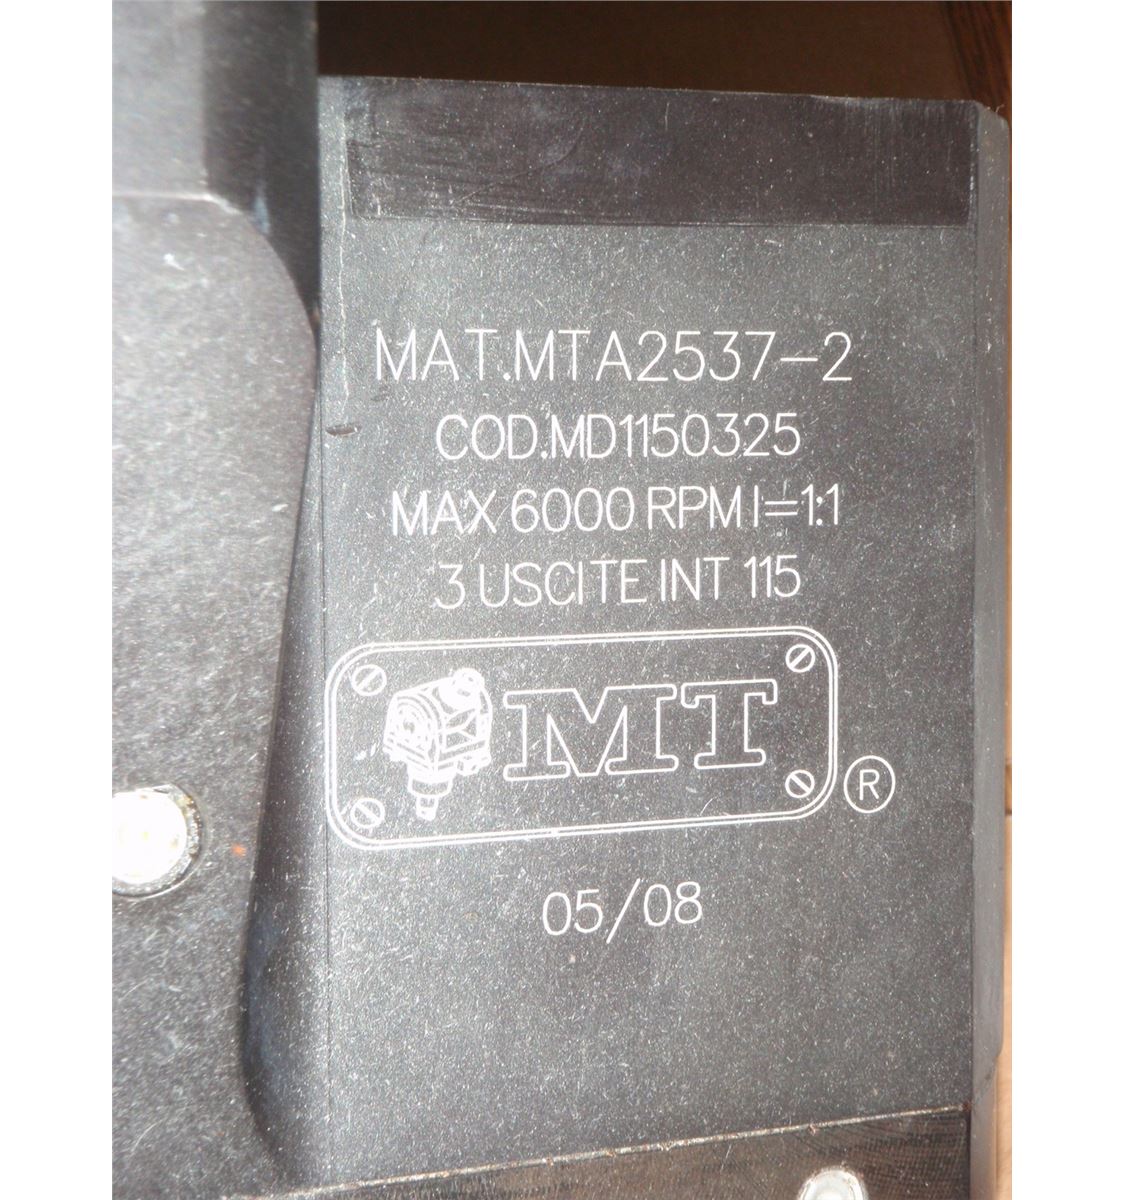 MAT.MTA2537-2
COD.MD1150325
MAX 6000 RPM I=1:1
3 USCITE INT 115
MT
®
05/08